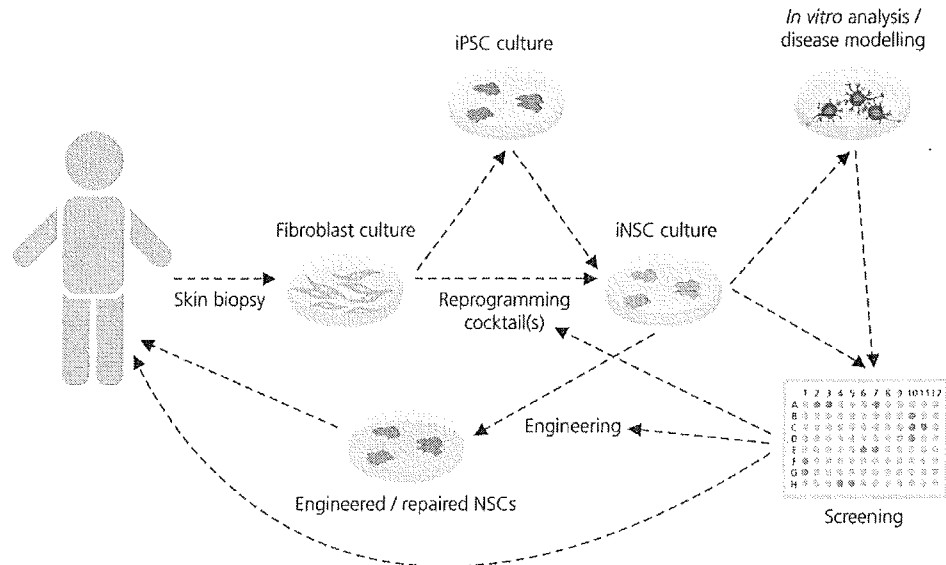 In vitro analysis /
disease modelling
iPSC culture
Fibroblast culture
iNSC culture
Skin biopsy
Reprogramming
cocktail(s)
Engineering
Engineered / repaired NSCs
1 2 3 4 5 6 7 8 9 10 11 12
A
B
C
D
E
F
G
H
Screening